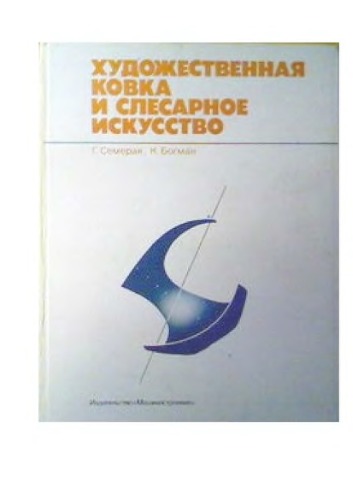 ХУДОЖЕСТВЕННАЯ
КОВКА
И СЛЕСАРНОЕ
ИСКУССТВО
Г. Семерак, К. Богман
Издательство «Машиностроение»